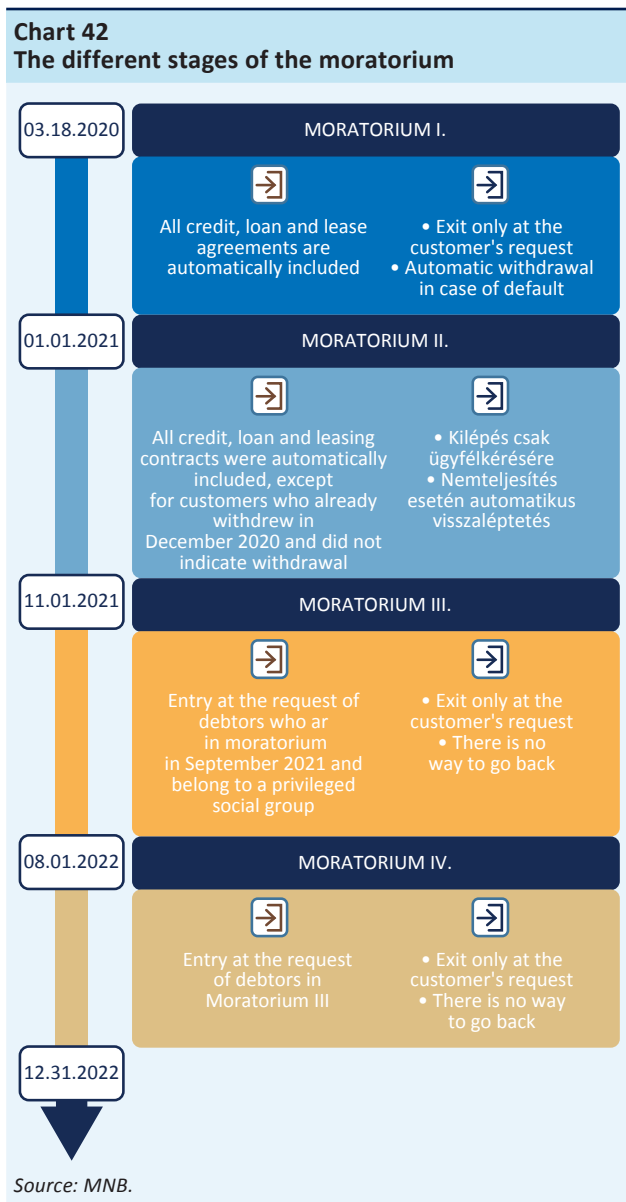 Chart 42
The different stages of the moratorium
03.18.2020
MORATORIUM I.
All credit, loan and lease
agreements are
automatically included
• Exit only at the
customer's request
• Automatic withdrawal
in case of default
01.01.2021
MORATORIUM II.
All credit, loan and leasing
contracts were automatically
included, except
for customers who already
withdrew in
December 2020 and did not
indicate withdrawal
• Kilépés csak
ügyfélkérésére
• Nemteljesítés
esetén automatikus
visszaléptetés
11.01.2021
MORATORIUM III.
Entry at the request of
debtors who ar
in moratorium
in September 2021 and
belong to a privileged
social group
• Exit only at the
customer's request
• There is no
way to go back
08.01.2022
MORATORIUM IV.
Entry at the request
of debtors in
Moratorium III
• Exit only at the
customer's request
• There is no way
to go back
12.31.2022
Source: MNB.